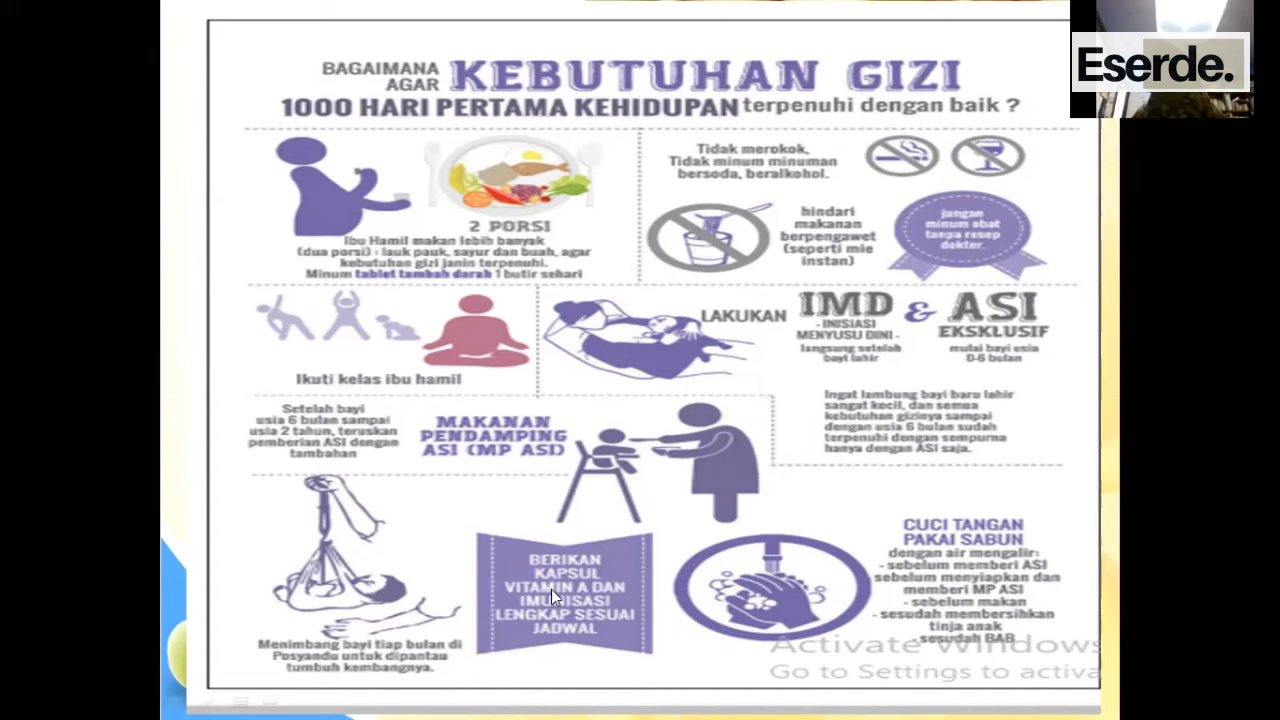 Eserde.
BAGAIMANA
AGAR
KEBUTUHAN GIZI
1000 HARI PERTAMA KEHIDUPAN terpenuhi dengan baik ?
2 PORSI
Ibu Hamil makan lebih banyak
(dua porsi) : lauk pauk, sayur dan buah, agar
kebutuhan gizi janin terpenuhi.
Minum tablet tambah darah 1 butir sehari
Tidak merokok,
Tidak minum minuman
bersoda, beralkohol.
hindari
makanan
berpengawet
(seperti mie
instan)
jangan
minum obat
tanpa resep
dokter.
Ikuti kelas ibu hamil
LAKUKAN
IMD
- INISIASI
MENYUSU DINI -
langsung setelah
bayi lahir
&
ASI
EKSKLUSIF
mulai bayi usia
0-6 bulan
Ingat lambung bayi baru lahir
sangat kecil, dan semua
kebutuhan gizinya sampai
dengan usia 6 bulan sudah
terpenuhi dengan sempurna
hanya dengan ASI saja.
Setelah bayi
usia 6 bulan sampai
usia 2 tahun, teruskan
pemberian ASI dengan
tambahan
MAKANAN
PENDAMPING
ASI (MP ASI)
Menimbang bayi tiap bulan di
Posyandu untuk dipantau
tumbuh kembangnya.
BERIKAN
KAPSUL
VITAMIN A DAN
IMUNISASI
LENGKAP SESUAI
JADWAL
CUCI TANGAN
PAKAI SABUN
dengan air mengalir:
- sebelum memberi ASI
sebelum menyiapkan dan
memberi MP ASI
- sebelum makan
- sesudah membersihkan
tinja anak
- sesudah BAB
Activate Windows
Go to Settings to activa